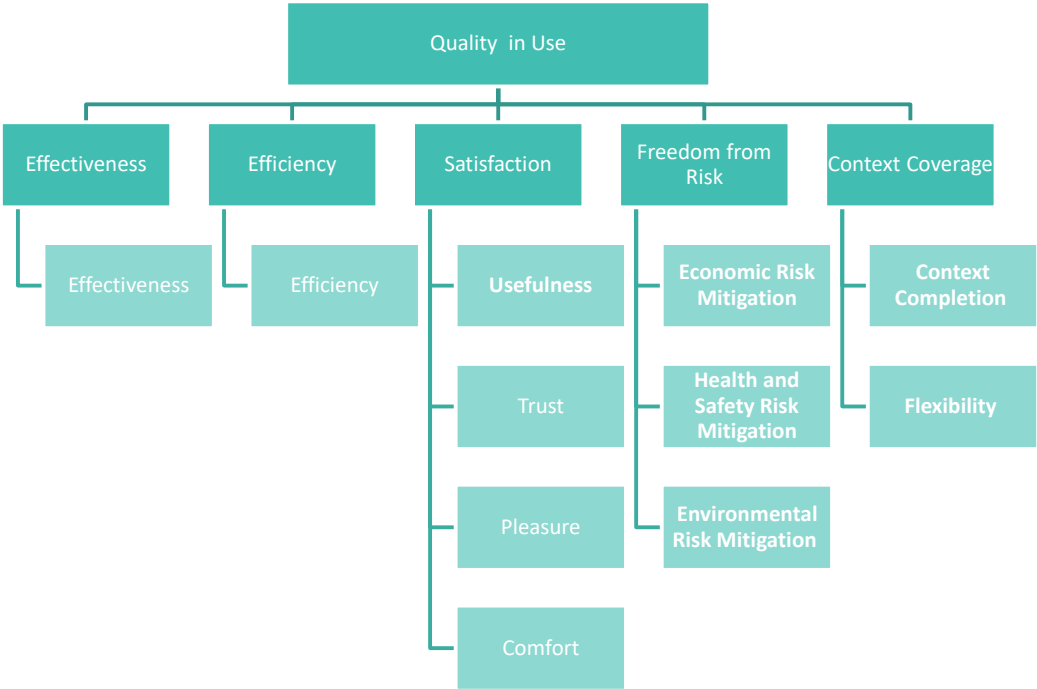 Quality in Use
Effectiveness
Efficiency
Satisfaction
Freedom from
Risk
Context Coverage
Effectiveness
Efficiency
Usefulness
Economic Risk
Mitigation
Context
Completion
Trust
Health and
Safety Risk
Mitigation
Flexibility
Pleasure
Environmental
Risk Mitigation
Comfort